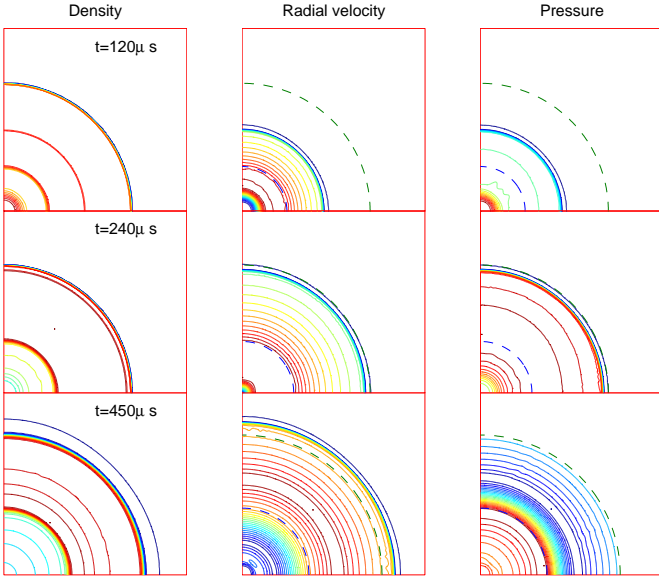 Density Radial velocity Pressure
t=120μ s
t=240μ s
t=450μ s